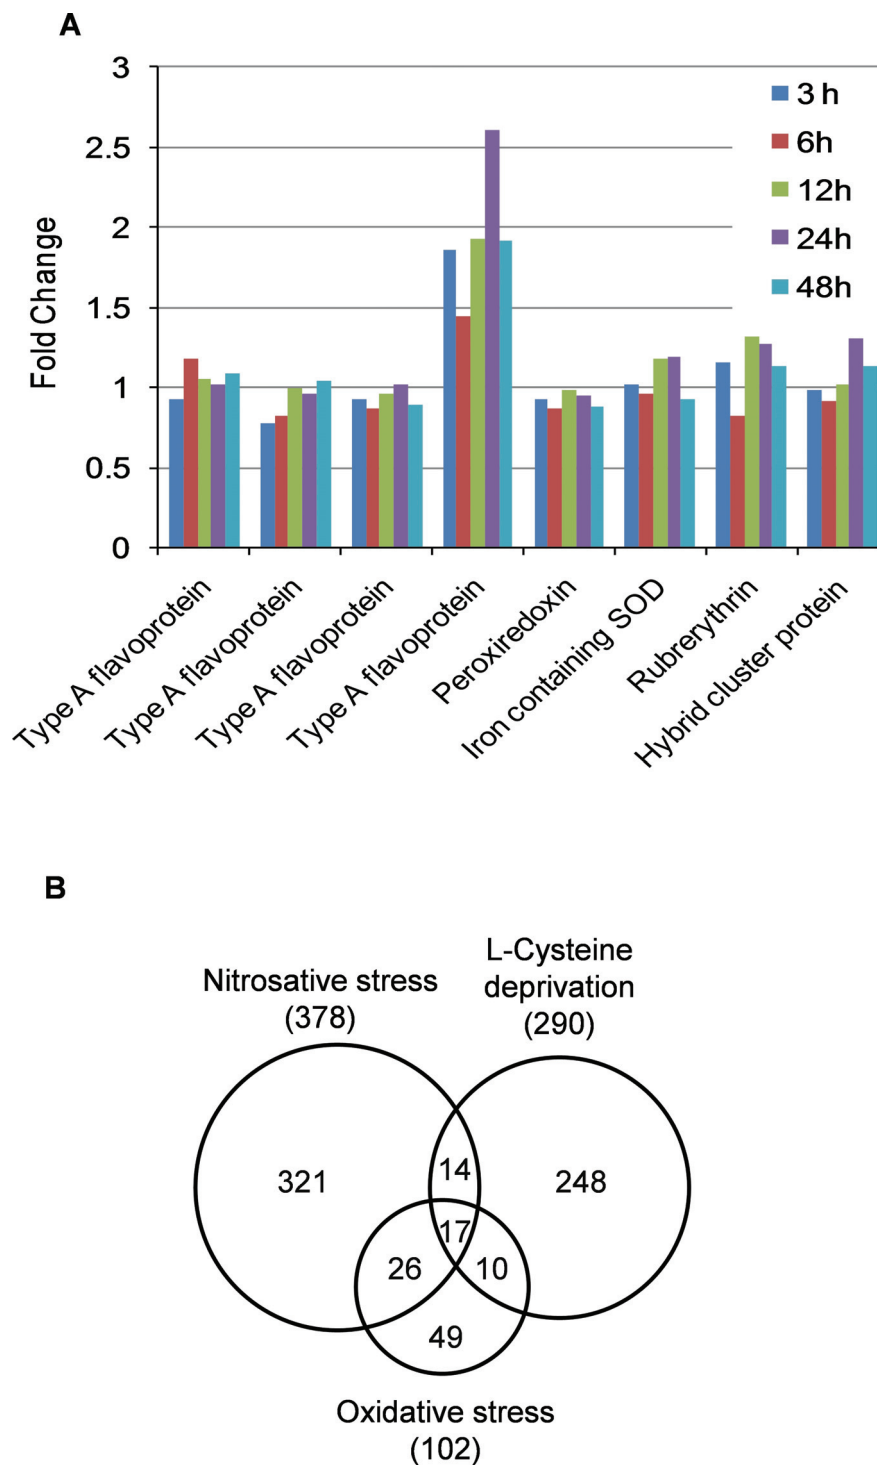 A
3
2.5
2
1.5
1
0.5
0
Fold Change
3 h
6h
12h
24h
48h
Type A flavoprotein
Type A flavoprotein
Type A flavoprotein
Type A flavoprotein
Peroxiredoxin
Iron containing SOD
Rubrerythrin
Hybrid cluster protein
B
Nitrosative stress
(378)
L-Cysteine
deprivation
(290)
321
14
248
17
26
10
49
Oxidative stress
(102)